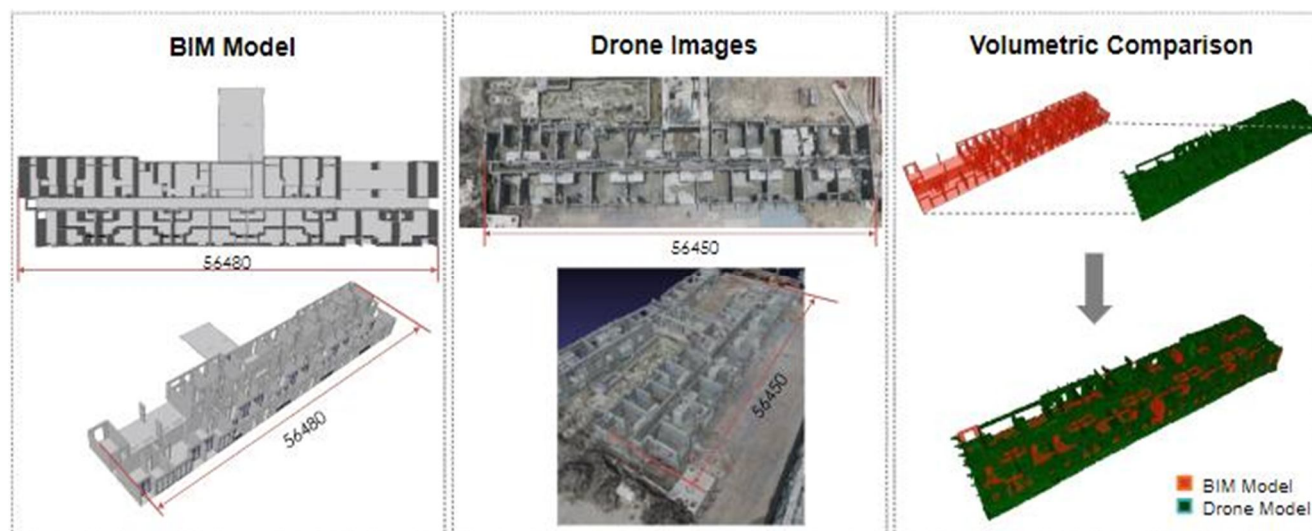 BIM Model
56480
56480
Drone Images
56450
56450
Volumetric Comparison
BIM Model
Drone Model